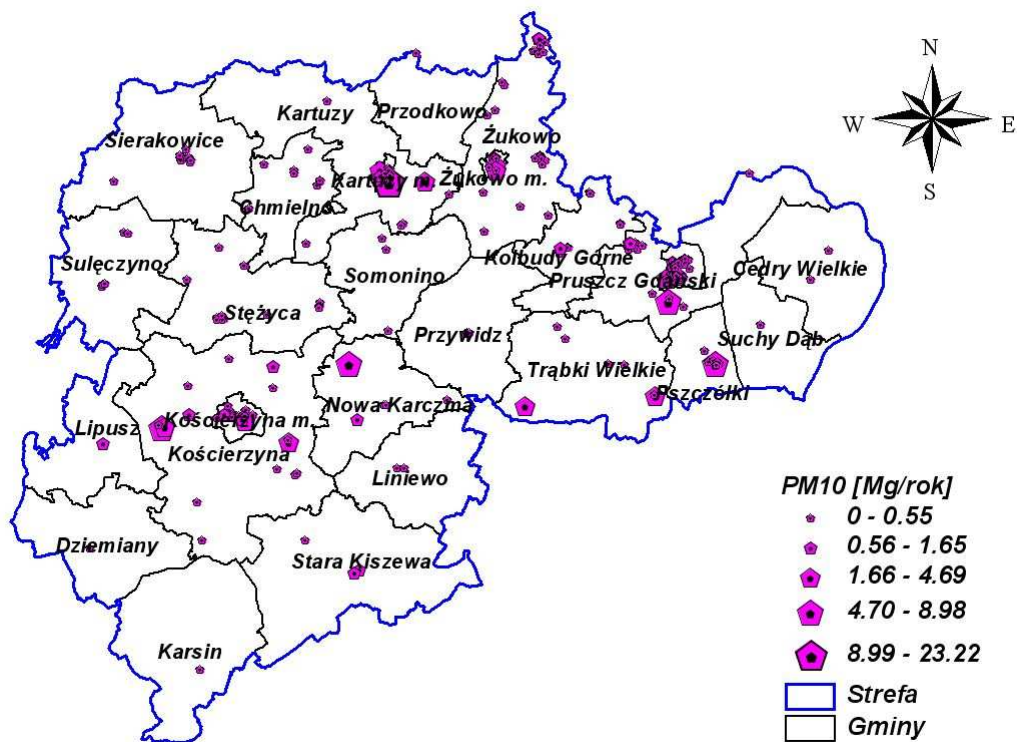 N
W
E
S
Kartuzy
Przodkowo
Sierakowice
Żukowo
Kartuzy m.
Żukowo m.
Chmielno
Sulęczyno
Somonino
Kolbudy Górne
Pruszcz Gdański
Cedry Wielkie
Stężyca
Przywidz
Suchy Dąb
Trąbki Wielkie
Pszczółki
Nowa Karczma
Lipusz
Kościerzyna m.
Kościerzyna
Liniewo
Dziemiany
Stara Kiszewa
Karsin
PM10 [Mg/rok]
0 - 0.55
0.56 - 1.65
1.66 - 4.69
4.70 - 8.98
8.99 - 23.22
Strefa
Gminy